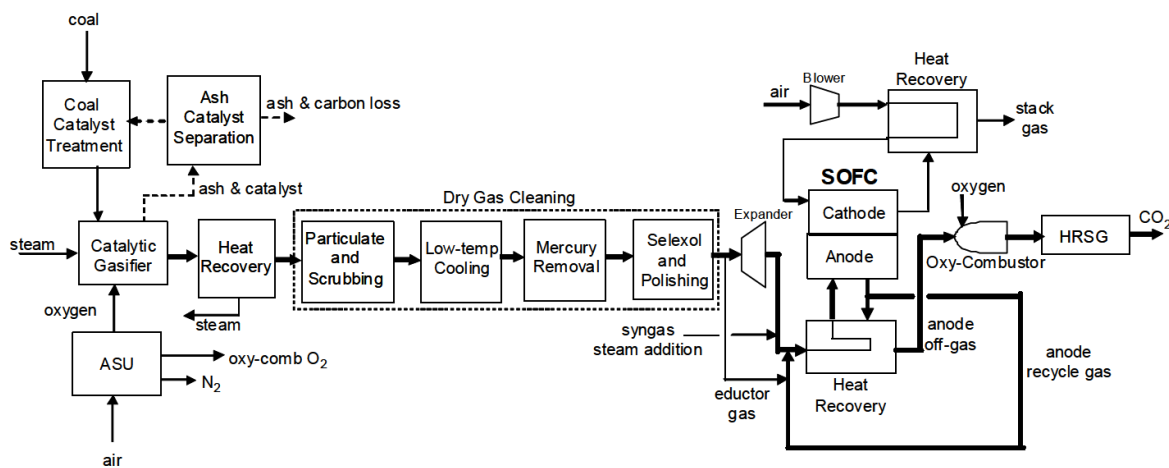 coal
Coal
Catalyst
Treatment
Ash
Catalyst
Separation
ash & carbon loss
ash & catalyst
steam
Catalytic
Gasifier
Heat
Recovery
steam
oxygen
ASU
oxy-comb O2
N2
air
Dry Gas Cleaning
Particulate
and
Scrubbing
Low-temp
Cooling
Mercury
Removal
Selexol
and
Polishing
Expander
syngas
steam addition
eductor
gas
air
Blower
Heat
Recovery
stack
gas
SOFC
Cathode
Anode
Heat
Recovery
oxygen
Oxy-Combustor
HRSG
CO2
anode
off-gas
anode
recycle gas